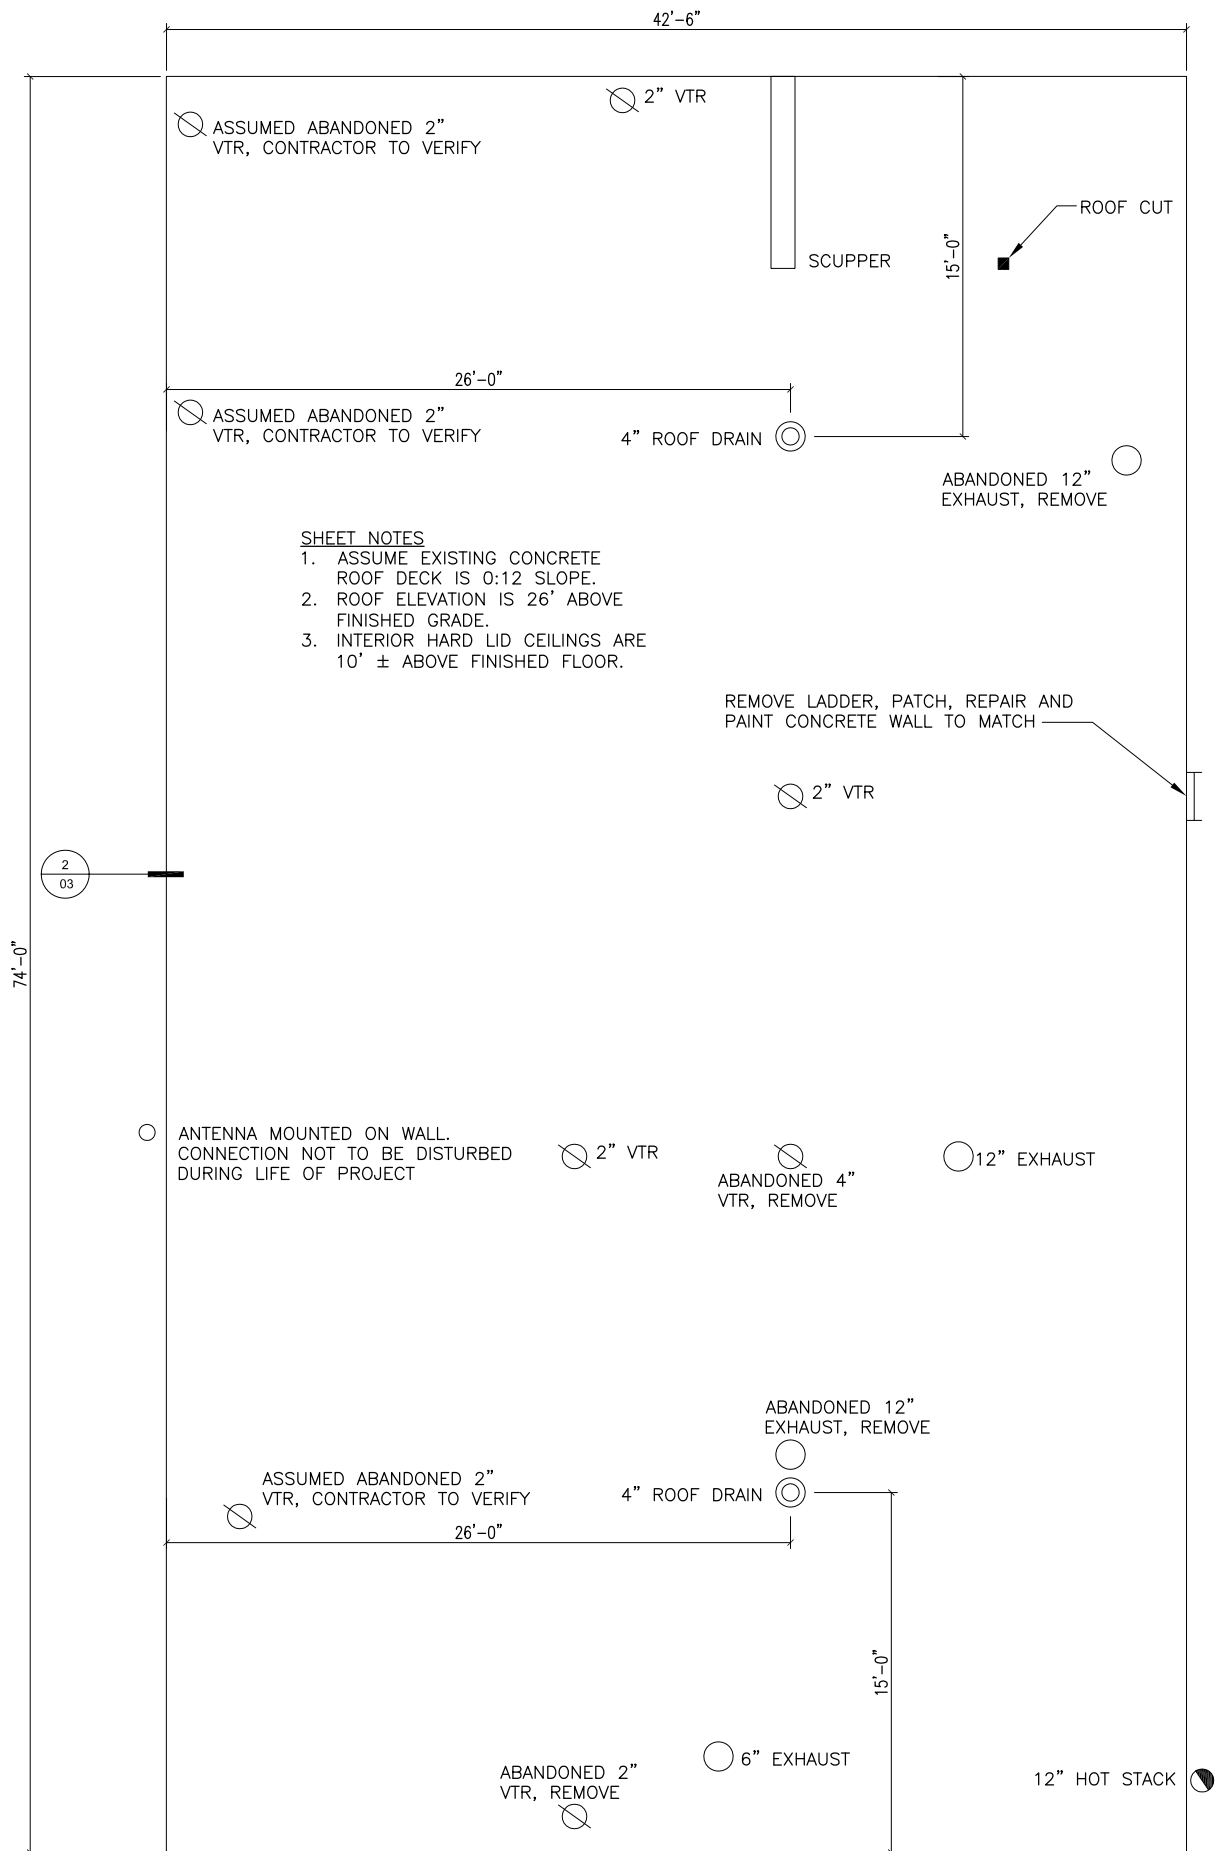 42'-6"
2" VTR
ASSUMED ABANDONED 2"
VTR, CONTRACTOR TO VERIFY
ROOF CUT
SCUPPER
15'-0"
26'-0"
ASSUMED ABANDONED 2"
VTR, CONTRACTOR TO VERIFY
4" ROOF DRAIN
ABANDONED 12"
EXHAUST, REMOVE
SHEET NOTES
1. ASSUME EXISTING CONCRETE
ROOF DECK IS 0:12 SLOPE.
2. ROOF ELEVATION IS 26' ABOVE
FINISHED GRADE.
3. INTERIOR HARD LID CEILINGS ARE
10' ± ABOVE FINISHED FLOOR.
REMOVE LADDER, PATCH, REPAIR AND
PAINT CONCRETE WALL TO MATCH
2" VTR
2
03
74'-0"
ANTENNA MOUNTED ON WALL.
CONNECTION NOT TO BE DISTURBED
DURING LIFE OF PROJECT
2" VTR
ABANDONED 4"
VTR, REMOVE
12" EXHAUST
ABANDONED 12"
EXHAUST, REMOVE
ASSUMED ABANDONED 2"
VTR, CONTRACTOR TO VERIFY
4" ROOF DRAIN
26'-0"
15'-0"
6" EXHAUST
ABANDONED 2"
VTR, REMOVE
12" HOT STACK